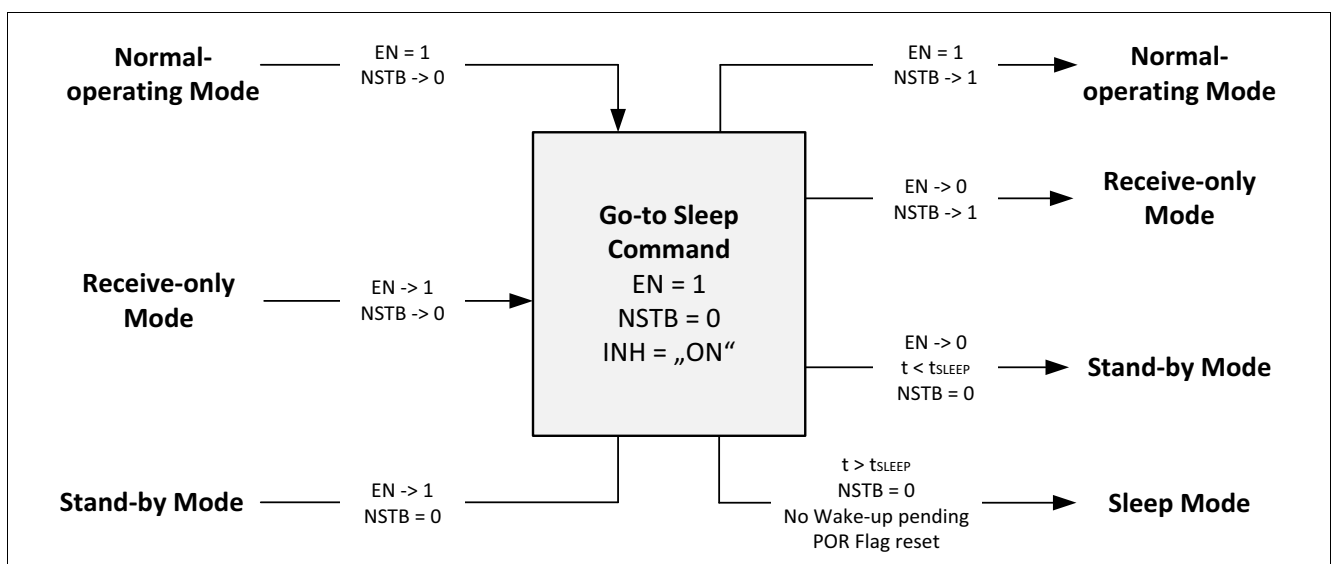 Normal-
operating Mode
EN = 1
NSTB -> 0
EN = 1
NSTB -> 1
Normal-
operating Mode
Go-to Sleep
Command
EN = 1
NSTB = 0
INH = „ON“
EN -> 0
NSTB -> 1
Receive-only
Mode
Receive-only
Mode
EN -> 1
NSTB -> 0
EN -> 0
t < tSLEEP
NSTB = 0
Stand-by Mode
Stand-by Mode
EN -> 1
NSTB = 0
t > tSLEEP
NSTB = 0
No Wake-up pending
POR Flag reset
Sleep Mode